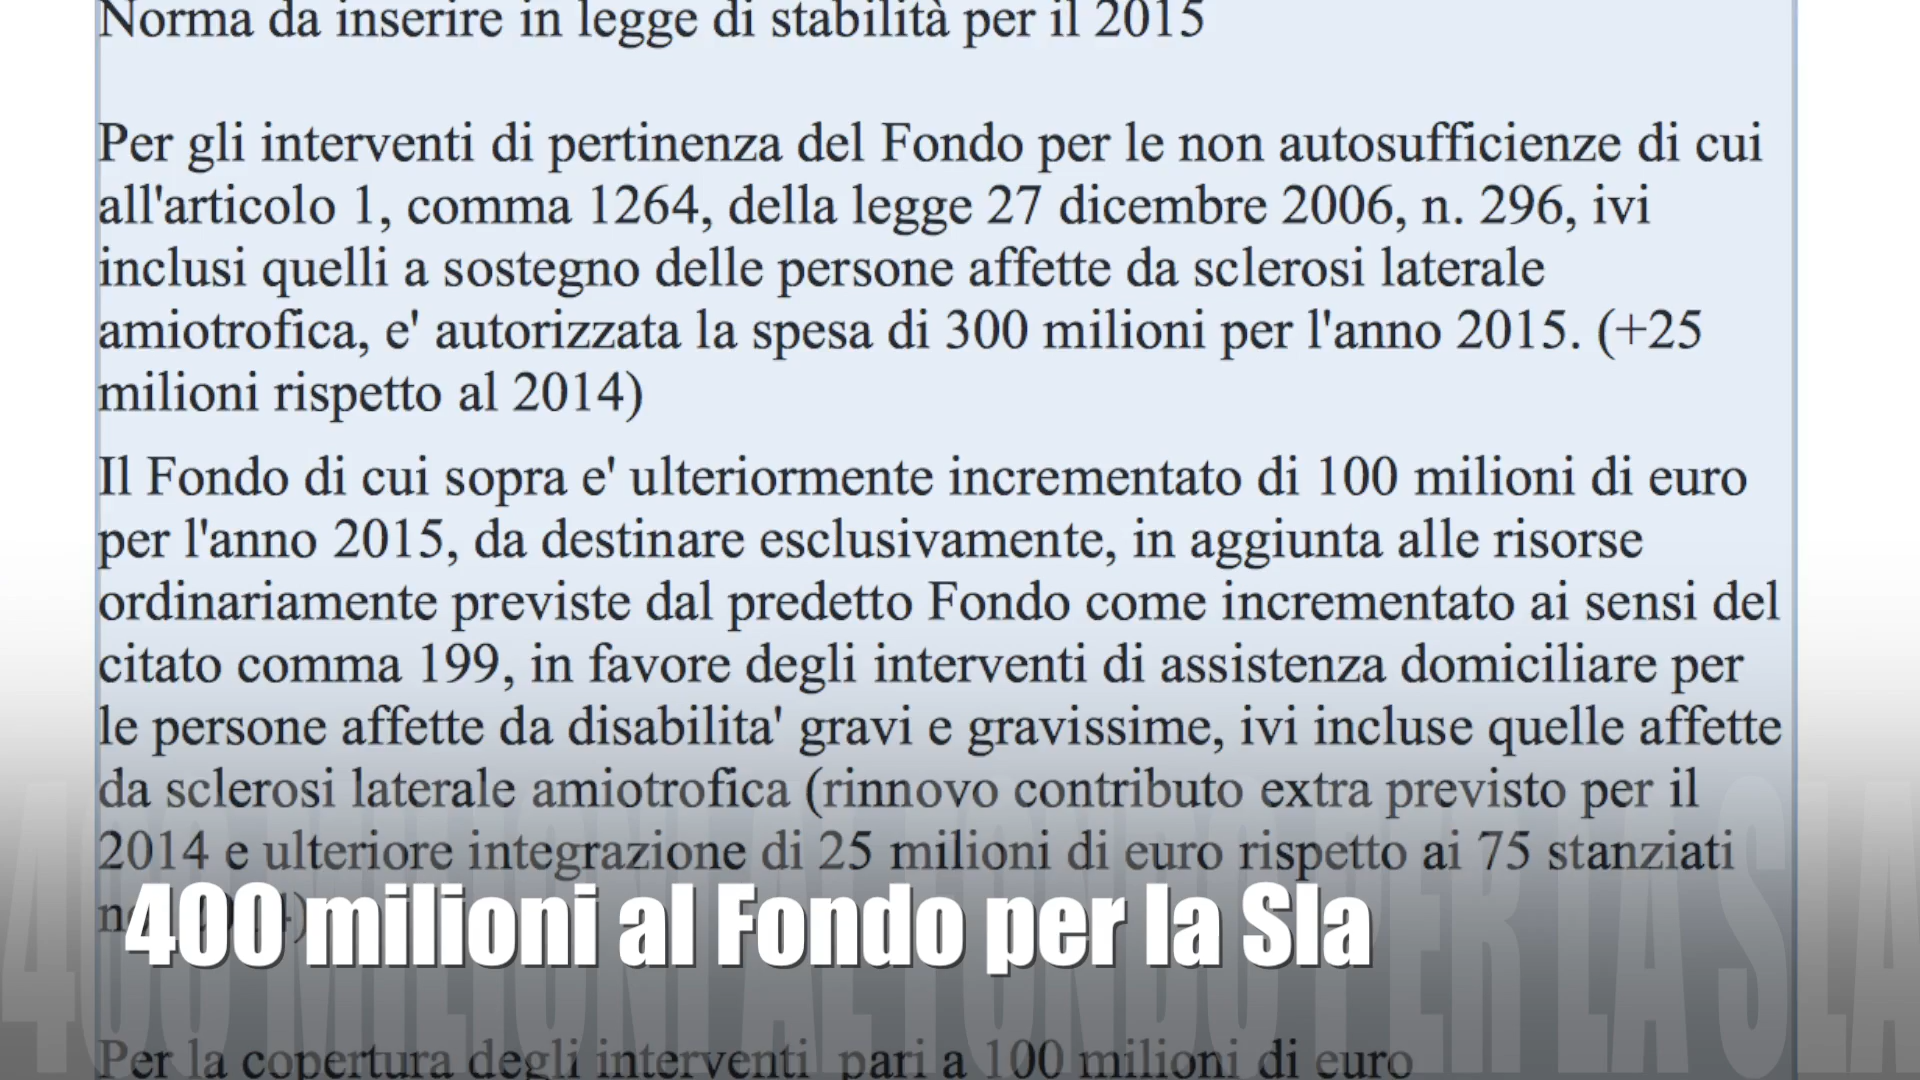 Norma da inserire in legge di stabilità per il 2015
Per gli interventi di pertinenza del Fondo per le non autosufficienze di cui
all'articolo 1, comma 1264, della legge 27 dicembre 2006, n. 296, ivi
inclusi quelli a sostegno delle persone affette da sclerosi laterale
amiotrofica, e' autorizzata la spesa di 300 milioni per l'anno 2015. (+25
milioni rispetto al 2014)
Il Fondo di cui sopra e' ulteriormente incrementato di 100 milioni di euro
per l'anno 2015, da destinare esclusivamente, in aggiunta alle risorse
ordinariamente previste dal predetto Fondo come incrementato ai sensi del
citato comma 199, in favore degli interventi di assistenza domiciliare per
le persone affette da disabilita' gravi e gravissime, ivi incluse quelle affette
da sclerosi laterale amiotrofica (rinnovo contributo extra previsto per il
2014 e ulteriore integrazione di 25 milioni di euro rispetto ai 75 stanziati
400 milioni al Fondo per la Sla
400 MILIONI AL FONDO PER LA SLA
Per la copertura degli interventi pari a 100 milioni di euro